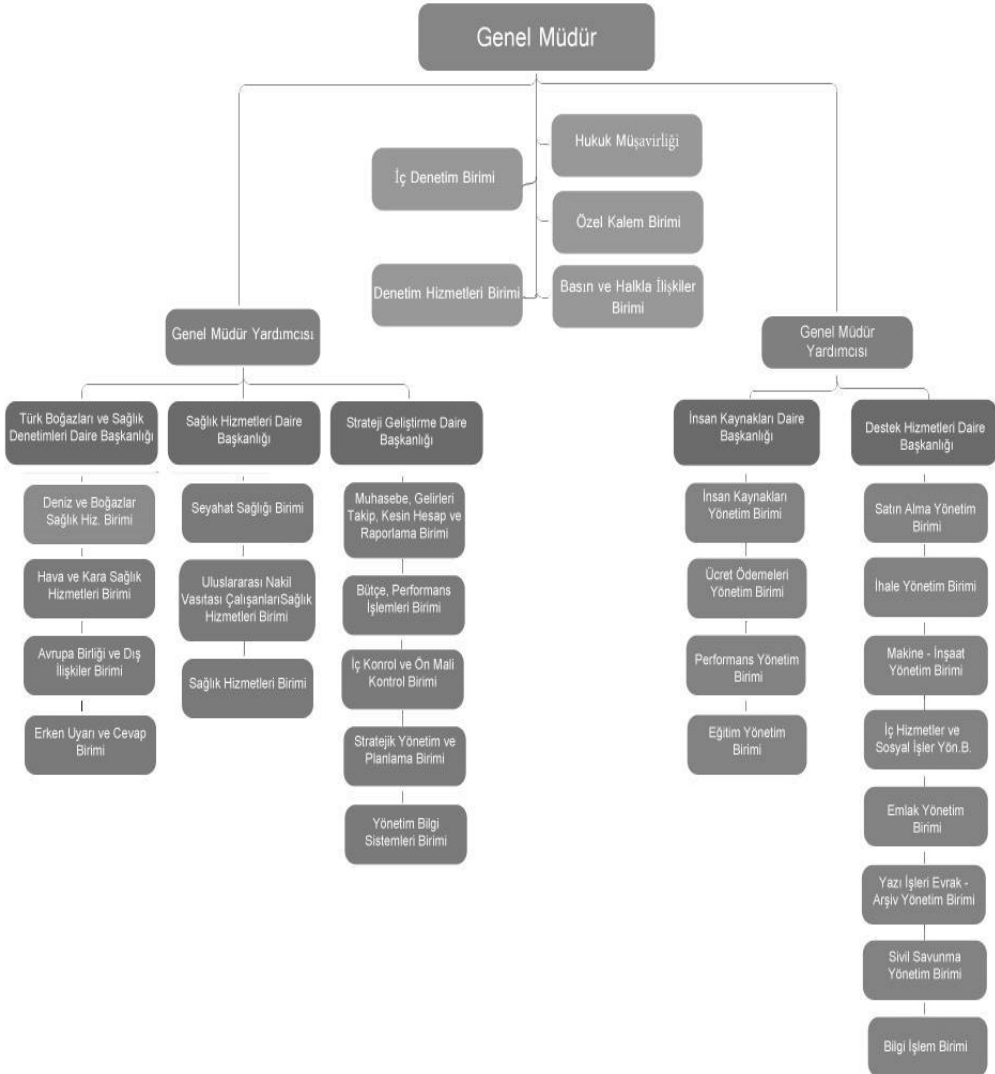 Genel Müdür
Hukuk Müşavirliği
İç Denetim Birimi
Özel Kalem Birimi
Denetim Hizmetleri Birimi
Basın ve Halkla İlişkiler
Birimi
Genel Müdür Yardımcısı
Genel Müdür
Yardımcısı
Türk Boğazları ve Sağlık
Denetimleri Daire Başkanlığı
Deniz ve Boğazlar
Sağlık Hiz. Birimi
Hava ve Kara Sağlık
Hizmetleri Birimi
Avrupa Birliği ve Dış
İlişkiler Birimi
Erken Uyarı ve Cevap
Birimi
Sağlık Hizmetleri Daire
Başkanlığı
Seyahat Sağlığı Birimi
Uluslararası Nakil
Vasıtası ÇalışanlarıSağlık
Hizmetleri Birimi
Sağlık Hizmetleri Birimi
Strateji Geliştirme Daire
Başkanlığı
Muhasebe, Gelirleri
Takip, Kesin Hesap ve
Raporlama Birimi
Bütçe, Performans
İşlemleri Birimi
İç Konrol ve Ön Mali
Kontrol Birimi
Stratejik Yönetim ve
Planlama Birimi
Yönetim Bilgi
Sistemleri Birimi
İnsan Kaynakları Daire
Başkanlığı
İnsan Kaynakları
Yönetim Birimi
Ücret Ödemeleri
Yönetim Birimi
Performans Yönetim
Birimi
Eğitim Yönetim
Birimi
Destek Hizmetleri Daire
Başkanlığı
Satın Alma Yönetim
Birimi
İhale Yönetim Birimi
Makine - İnşaat
Yönetim Birimi
İç Hizmetler ve
Sosyal İşler Yön.B.
Emlak Yönetim
Birimi
Yazı İşleri Evrak -
Arşiv Yönetim Birimi
Sivil Savunma
Yönetim Birimi
Bilgi İşlem Birimi